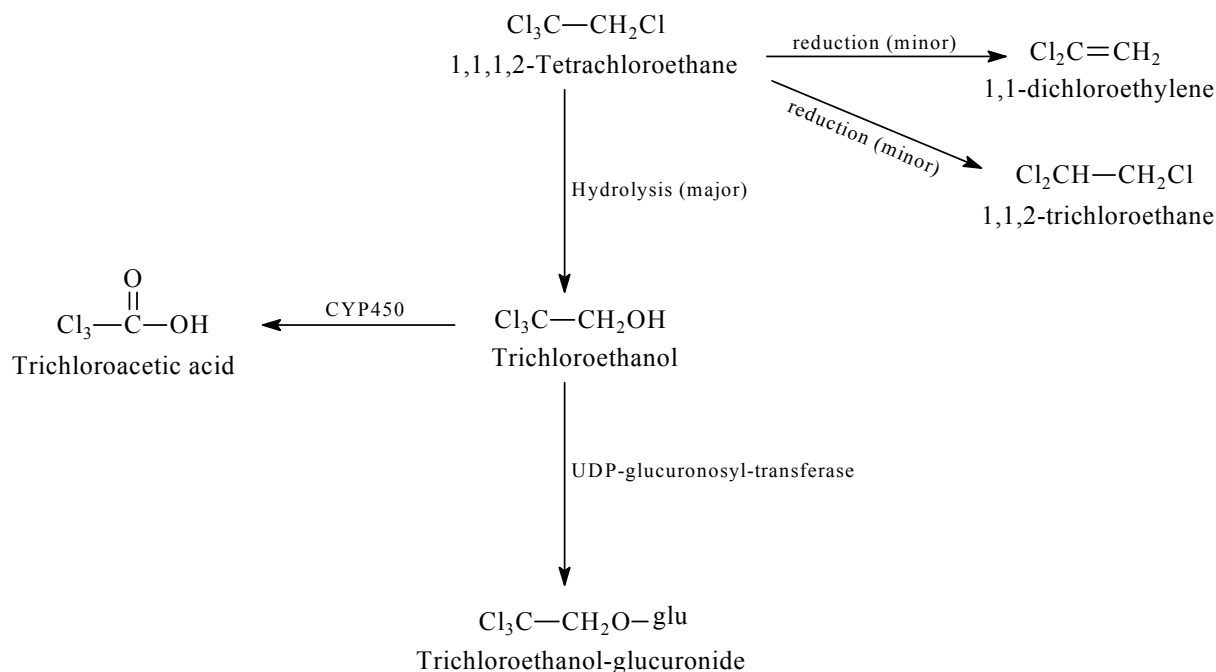 Cl₃C—CH₂Cl
1,1,1,2-Tetrachloroethane
reduction (minor)
Cl₂C=CH₂
1,1-dichloroethylene
reduction (minor)
Cl₂CH—CH₂Cl
1,1,2-trichloroethane
Hydrolysis (major)
O
Cl₃—C—OH
Trichloroacetic acid
CYP450
Cl₃C—CH₂OH
Trichloroethanol
UDP-glucuronosyl-transferase
Cl₃C—CH₂O—glu
Trichloroethanol-glucuronide